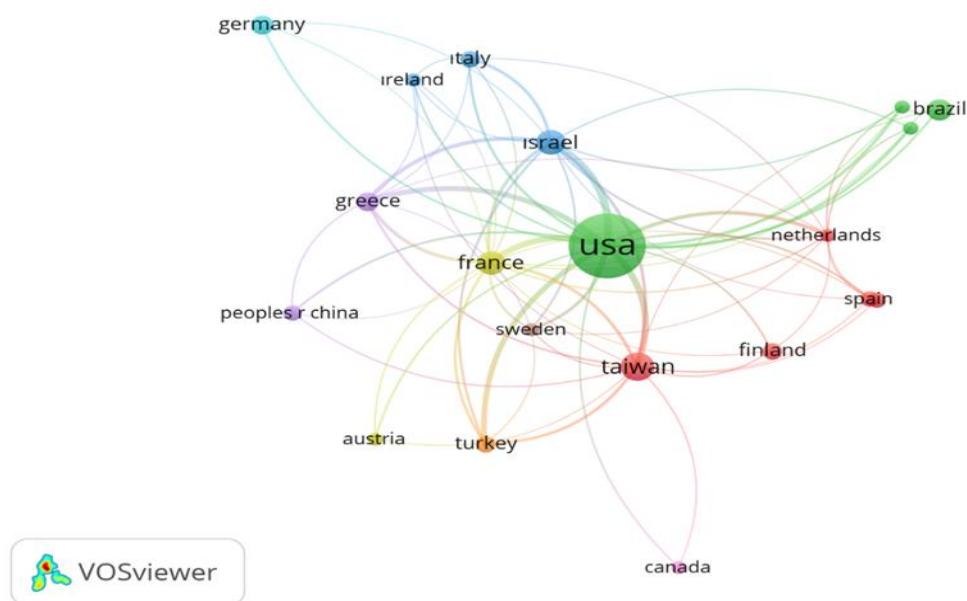 germany
ıtaly
ıreland
brazil
ısrael
greece
netherlands
usa
france
spain
peoples r china
sweden
finland
taiwan
austria
turkey
canada
VOSviewer